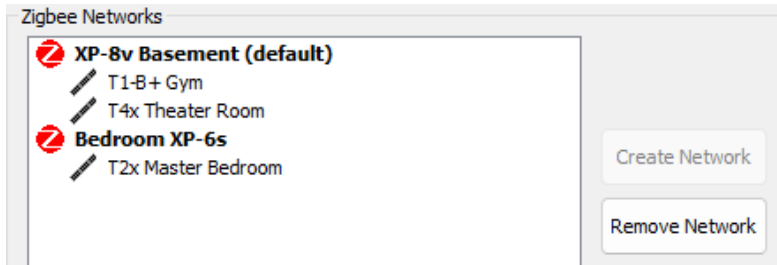 Zigbee Networks
XP-8v Basement (default)
T1-B+ Gym
T4x Theater Room
Bedroom XP-6s
T2x Master Bedroom
Create Network
Remove Network